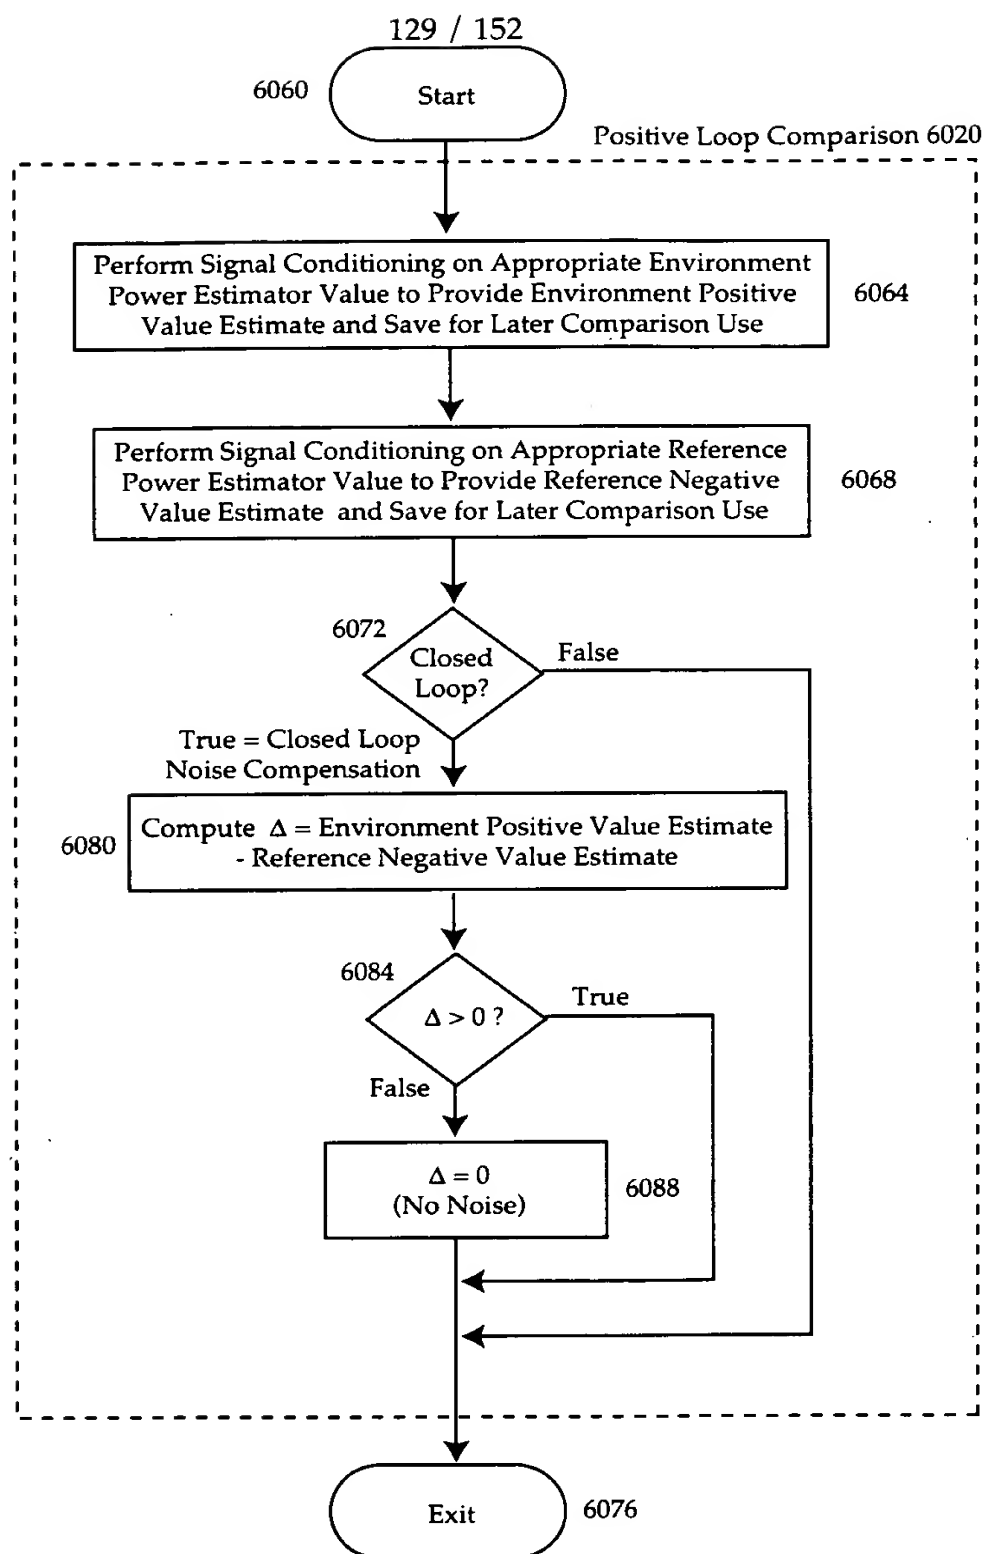 129 / 152
6060
Start
Positive Loop Comparison 6020
Perform Signal Conditioning on Appropriate Environment
Power Estimator Value to Provide Environment Positive
Value Estimate and Save for Later Comparison Use
6064
Perform Signal Conditioning on Appropriate Reference
Power Estimator Value to Provide Reference Negative
Value Estimate and Save for Later Comparison Use
6068
6072
Closed
Loop?
False
True = Closed Loop
Noise Compensation
6080
Compute Δ = Environment Positive Value Estimate
- Reference Negative Value Estimate
6084
Δ > 0 ?
True
False
Δ = 0
(No Noise)
6088
Exit
6076